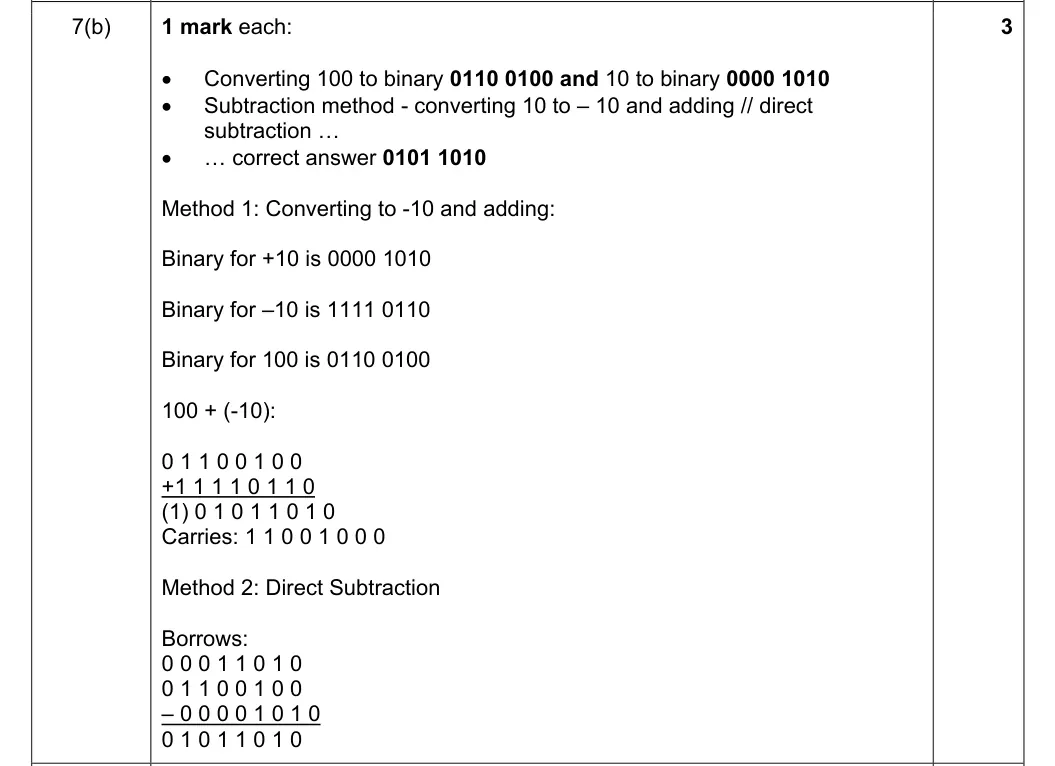 7(b)
1 mark each:
3
• Converting 100 to binary 0110 0100 and 10 to binary 0000 1010
• Subtraction method - converting 10 to – 10 and adding // direct
subtraction …
• … correct answer 0101 1010
Method 1: Converting to -10 and adding:
Binary for +10 is 0000 1010
Binary for –10 is 1111 0110
Binary for 100 is 0110 0100
100 + (-10):
0 1 1 0 0 1 0 0
+1 1 1 1 0 1 1 0
(1) 0 1 0 1 1 0 1 0
Carries: 1 1 0 0 1 0 0 0
Method 2: Direct Subtraction
Borrows:
0 0 0 1 1 0 1 0
0 1 1 0 0 1 0 0
– 0 0 0 0 1 0 1 0
0 1 0 1 1 0 1 0